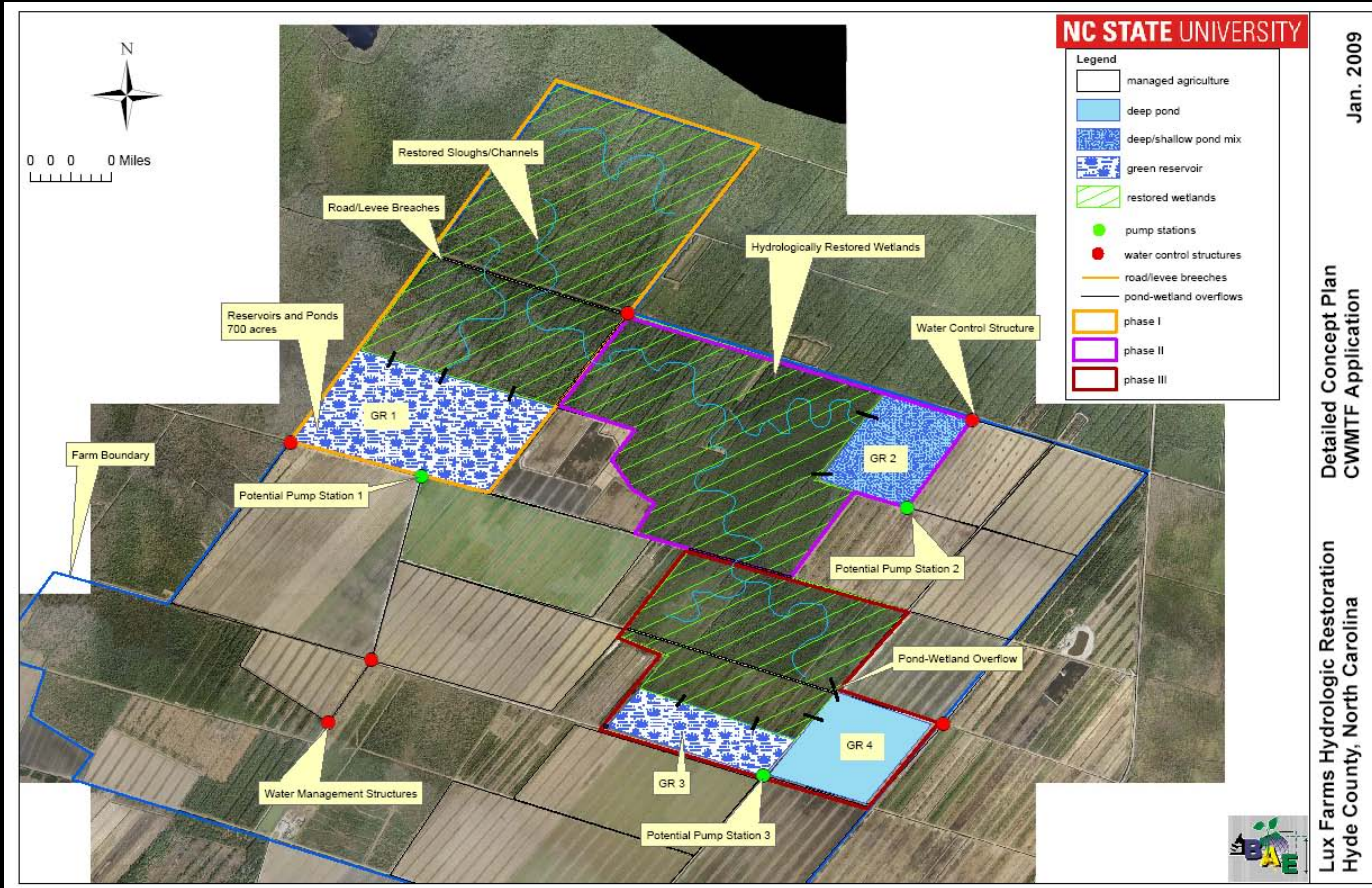 N
0 0 0 0 Miles
Restored Sloughs/Channels
Road/Levee Breaches
Hydrologically Restored Wetlands
Reservoirs and Ponds
700 acres
Water Control Structure
GR 1
Farm Boundary
GR 2
Potential Pump Station 1
Potential Pump Station 2
Pond-Wetland Overflow
GR 4
GR 3
Water Management Structures
Potential Pump Station 3
NC STATE UNIVERSITY
Legend
managed agriculture
deep pond
deep/shallow pond mix
green reservoir
restored wetlands
pump stations
water control structures
road/levee breeches
pond-wetland overflows
phase I
phase II
phase III
BAE
Lux Farms Hydrologic Restoration
Hyde County, North Carolina
Detailed Concept Plan
CWMTF Application
Jan. 2009